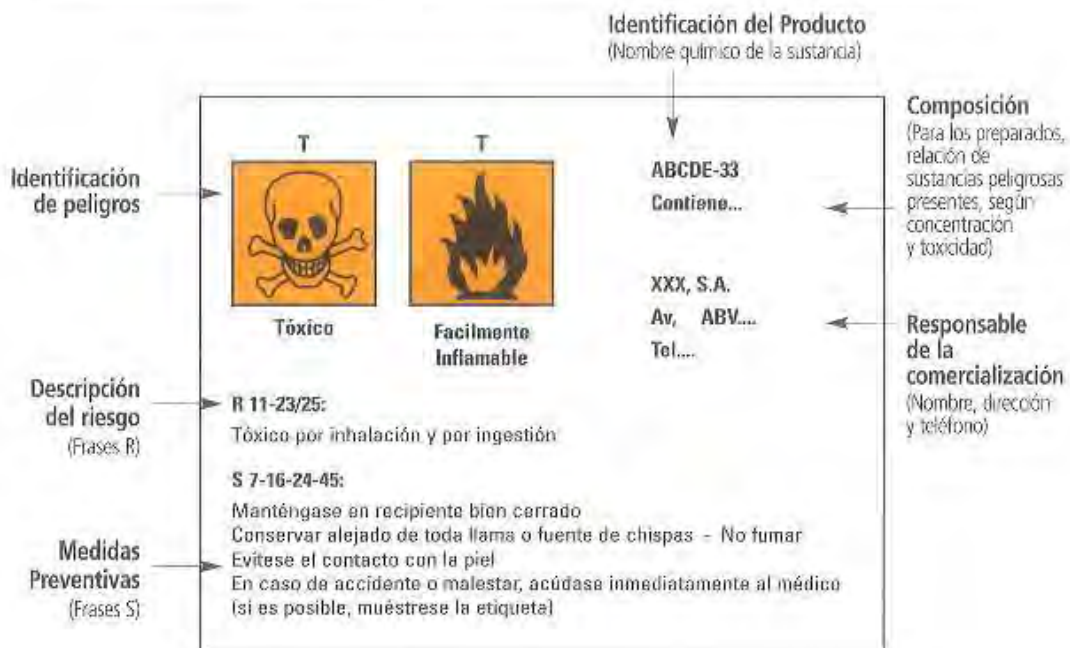 Identificación del Producto
(Nombre químico de la sustancia)
Identificación
de peligros
T
T
Tóxico
Facilmente
Inflamable
ABCDE-33
Contiene...
XXX, S.A.
Av, ABV....
Tel....
Composición
(Para los preparados,
relación de
sustancias peligrosas
presentes, según
concentración
y toxicidad)
Responsable
de la
comercialización
(Nombre, dirección
y teléfono)
Descripción
del riesgo
(Frases R)
R 11-23/25:
Tóxico por inhalación y por ingestión
Medidas
Preventivas
(Frases S)
S 7-16-24-45:
Manténgase en recipiente bien cerrado
Conservar alejado de toda llama o fuente de chispas - No fumar
Evitese el contacto con la piel
En caso de accidente o malestar, acúdase inmediatamente al médico
(si es posible, muéstrese la etiqueta)